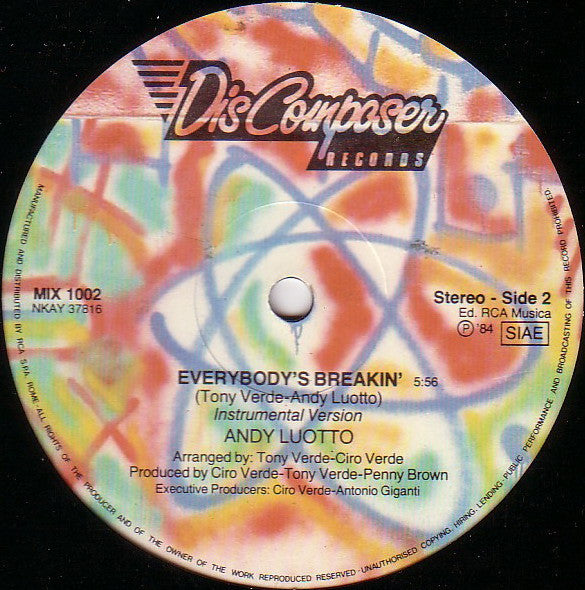 DisComposer
RECORDS
MIX 1002
NKAY 37816
Stereo - Side 2
Ed. RCA Musica
Ⓟ '84 SIAE
EVERYBODY'S BREAKIN' 5:56
(Tony Verde-Andy Luotto)
Instrumental Version
ANDY LUOTTO
Arranged by: Tony Verde-Ciro Verde
Produced by Ciro Verde-Tony Verde-Penny Brown
Executive Producers: Ciro Verde-Antonio Giganti
MANUFACTURED AND DISTRIBUTED BY RCA S.P.A. ROME·ALL RIGHTS OF THE PRODUCER AND OF THE OWNER OF THE WORK REPRODUCED RESERVED·UNAUTHORISED COPYING·HIRING·LENDING·PUBLIC PERFORMANCE AND BROADCASTING OF THIS RECORD PROHIBITED.